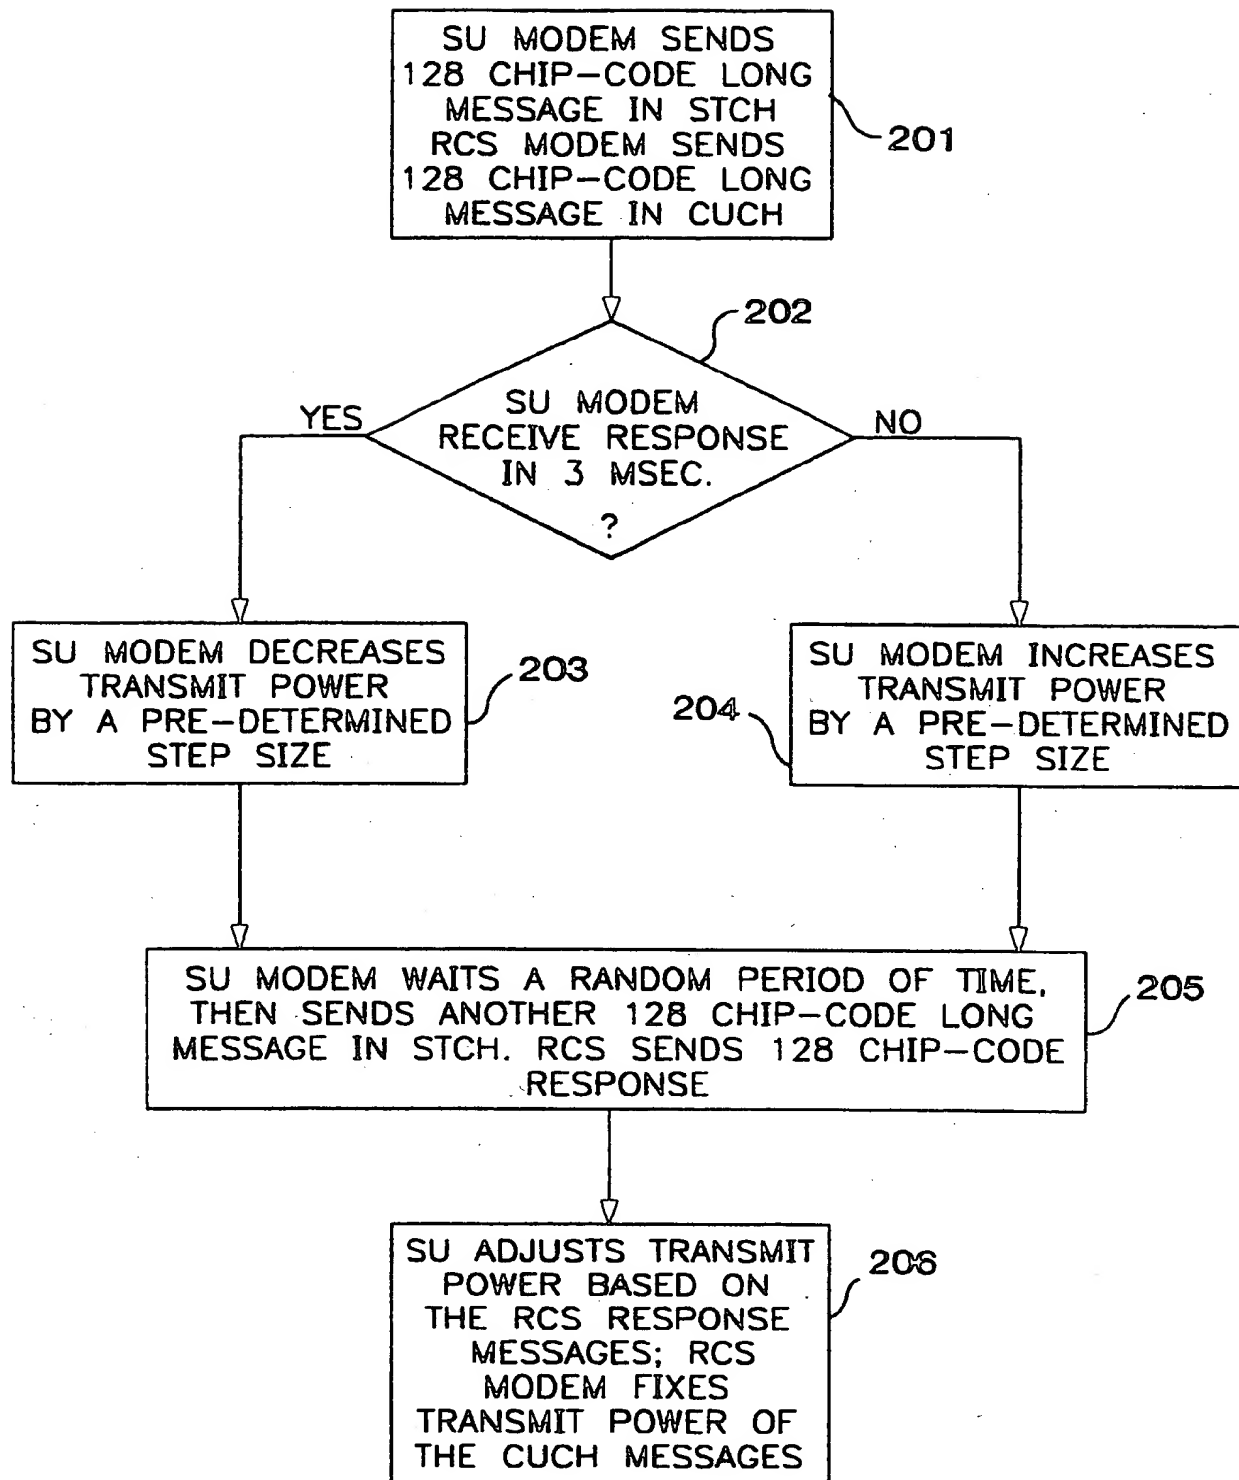 SU MODEM SENDS
128 CHIP-CODE LONG
MESSAGE IN STCH
RCS MODEM SENDS
128 CHIP-CODE LONG
MESSAGE IN CUCH
201
202
SU MODEM
RECEIVE RESPONSE
IN 3 MSEC.
?
YES
NO
SU MODEM DECREASES
TRANSMIT POWER
BY A PRE-DETERMINED
STEP SIZE
203
SU MODEM INCREASES
TRANSMIT POWER
BY A PRE-DETERMINED
STEP SIZE
204
SU MODEM WAITS A RANDOM PERIOD OF TIME,
THEN SENDS ANOTHER 128 CHIP-CODE LONG
MESSAGE IN STCH. RCS SENDS 128 CHIP-CODE
RESPONSE
205
SU ADJUSTS TRANSMIT
POWER BASED ON
THE RCS RESPONSE
MESSAGES; RCS
MODEM FIXES
TRANSMIT POWER OF
THE CUCH MESSAGES
206